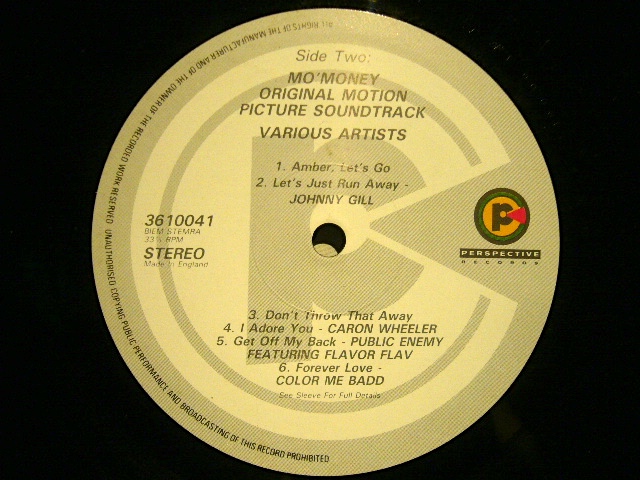 Side Two:
MO'MONEY
ORIGINAL MOTION
PICTURE SOUNDTRACK
VARIOUS ARTISTS
1. Amber, Let's Go
2. Let's Just Run Away -
JOHNNY GILL
3610041
BIEM STEMRA
33⅓ RPM
STEREO
Made in England
P
PERSPECTIVE
RECORDS
3. Don't Throw That Away
4. I Adore You - CARON WHEELER
5. Get Off My Back - PUBLIC ENEMY
FEATURING FLAVOR FLAV
6. Forever Love -
COLOR ME BADD
See Sleeve For Full Details
ALL RIGHTS OF THE MANUFACTURER AND OF THE OWNER OF THE RECORDED WORK RESERVED UNAUTHORISED COPYING PUBLIC PERFORMANCE AND BROADCASTING OF THIS RECORD PROHIBITED